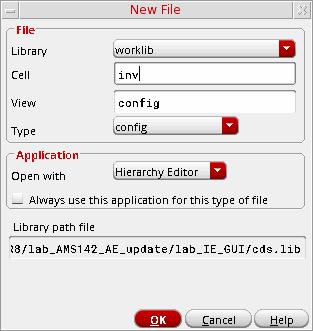 New File
File
Library
worklib
Cell
inv
View
config
Type
config
Application
Open with
Hierarchy Editor
Always use this application for this type of file
Library path file
R8/lab_AMS142_AE_update/lab_IE_GUI/cds.lib
OK
Cancel
Help